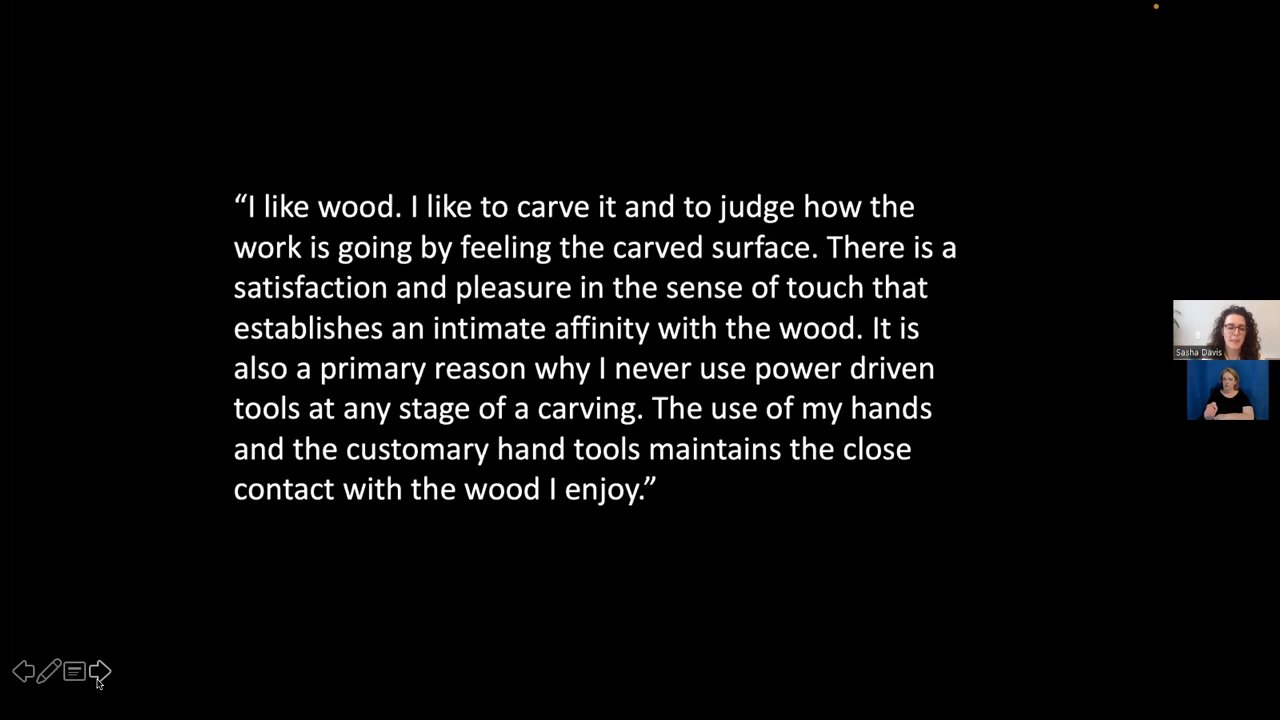 “I like wood. I like to carve it and to judge how the
work is going by feeling the carved surface. There is a
satisfaction and pleasure in the sense of touch that
establishes an intimate affinity with the wood. It is
also a primary reason why I never use power driven
tools at any stage of a carving. The use of my hands
and the customary hand tools maintains the close
contact with the wood I enjoy.”
Sasha Davis